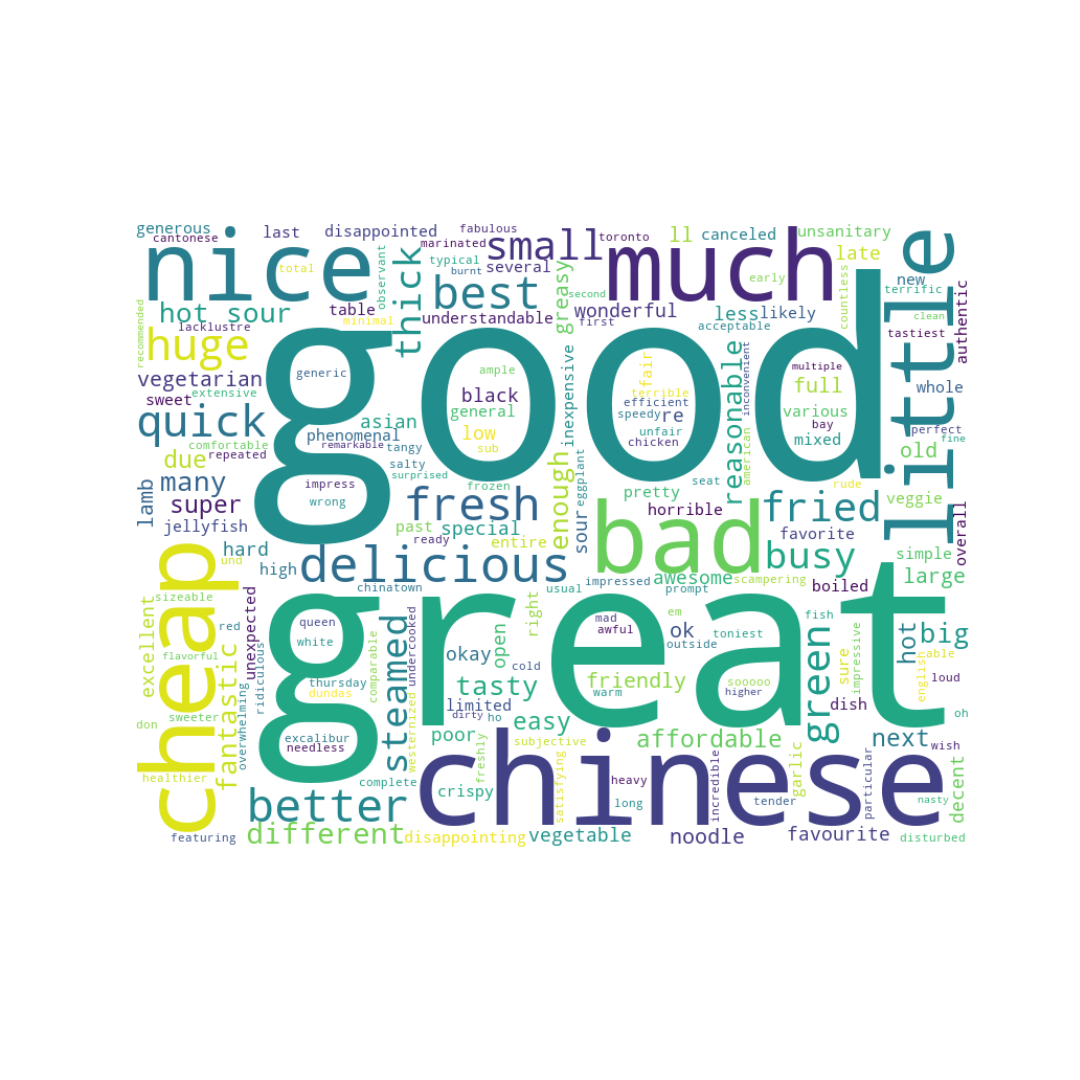 generous
cantonese
last
disappointed
fabulous
marinated
small
toronto
ll
canceled
unsanitary
late
nice
total
observant
thick
typical
burnt
several
best
greasy
much
early
countless
new
terrific
clean
little
authentic
recommended
hot sour
lacklustre
table
minimal
understandable
second
wonderful
first
less
likely
acceptable
tastiest
huge
good
generic
ample
inexpensive
fair
terrible
efficient
reasonable
inconvenient
multiple
full
whole
vegetarian
extensive
sweet
black
general
speedy
re
various
bay
quick
asian
phenomenal
low
unfair
chicken
american
mixed
perfect
fine
comfortable
repeated
remarkable
tangy
sub
due
old
many
salty
surprised
enough
eggplant
seat
lamb
impress
wrong
frozen
pretty
rude
veggie
super
fresh
sour
horrible
fried
favorite
overall
jellyfish
past
special
ready
entire
bad
hard
high
und
delicious
busy
simple
large
cheap
chinatown
usual
impressed
awesome
scampering
prompt
boiled
excellent
sizeable
flavorful
red
unexpected
queen
white
great
steamed
undercooked
comparable
right
em
mad
awful
ok
outside
toniest
fish
green
hot
big
able
impressive
sure
english
okay
open
cold
thursday
dundas
fantastic
ridiculous
overwhelming
tasty
friendly
warm
sooooo
higher
dish
loud
don
sweeter
limited
dirty
ho
easy
oh
excalibur
needless
westernized
poor
freshly
subjective
affordable
next
wish
healthier
complete
crispy
satisfying
chinese
heavy
long
incredible
tender
garlic
particular
decent
nasty
better
featuring
different
disappointing
vegetable
noodle
favourite
disturbed